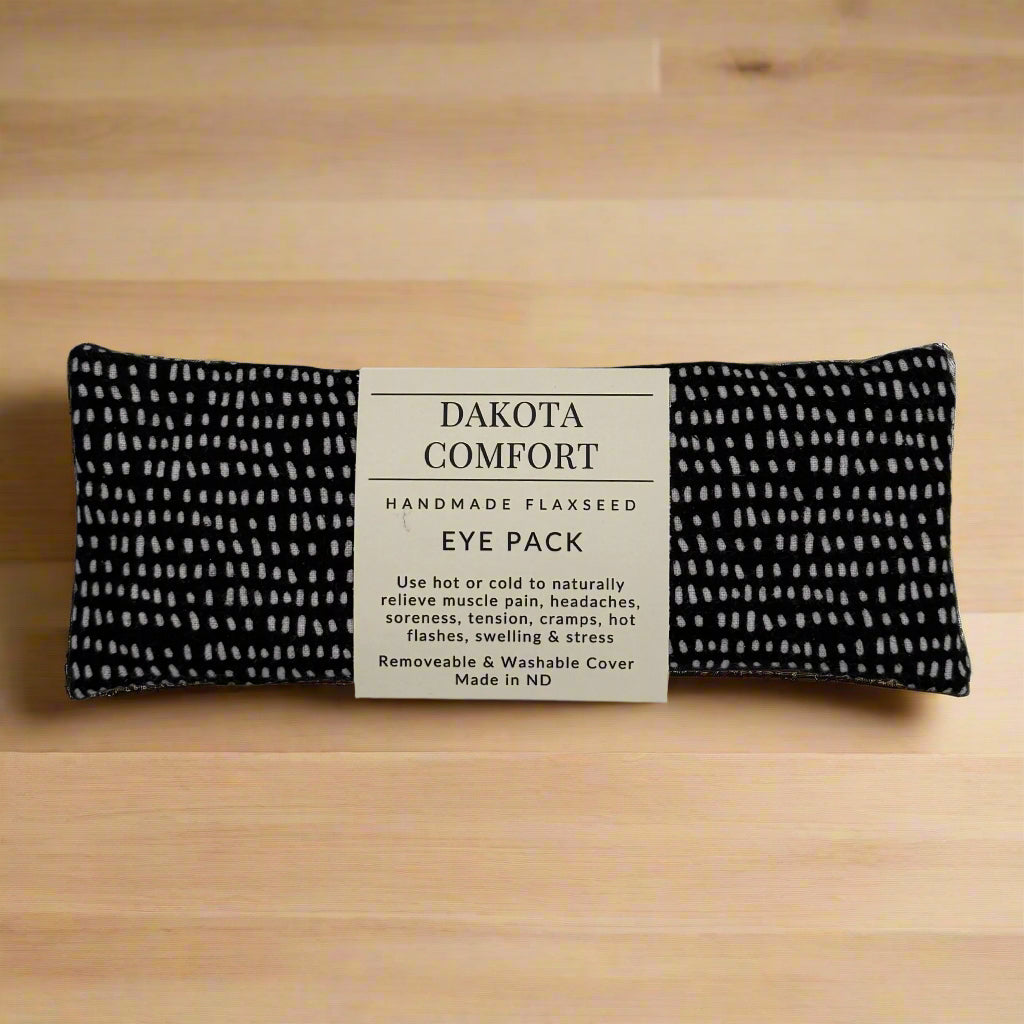 DAKOTA
COMFORT
HANDMADE FLAXSEED
EYE PACK
Use hot or cold to naturally
relieve muscle pain, headaches,
soreness, tension, cramps, hot
flashes, swelling & stress
Removeable & Washable Cover
Made in ND